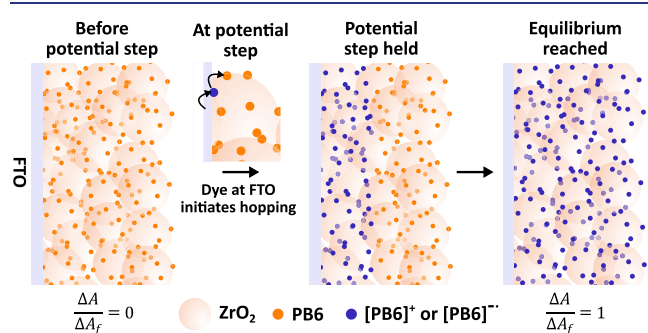 Before
potential step
At potential
step
Potential
step held
Equilibrium
reached
FTO
Dye at FTO
initiates hopping
ΔA
ΔA_f
= 0
ZrO₂
PB6
[PB6]⁺ or [PB6]⁻·
ΔA
ΔA_f
= 1